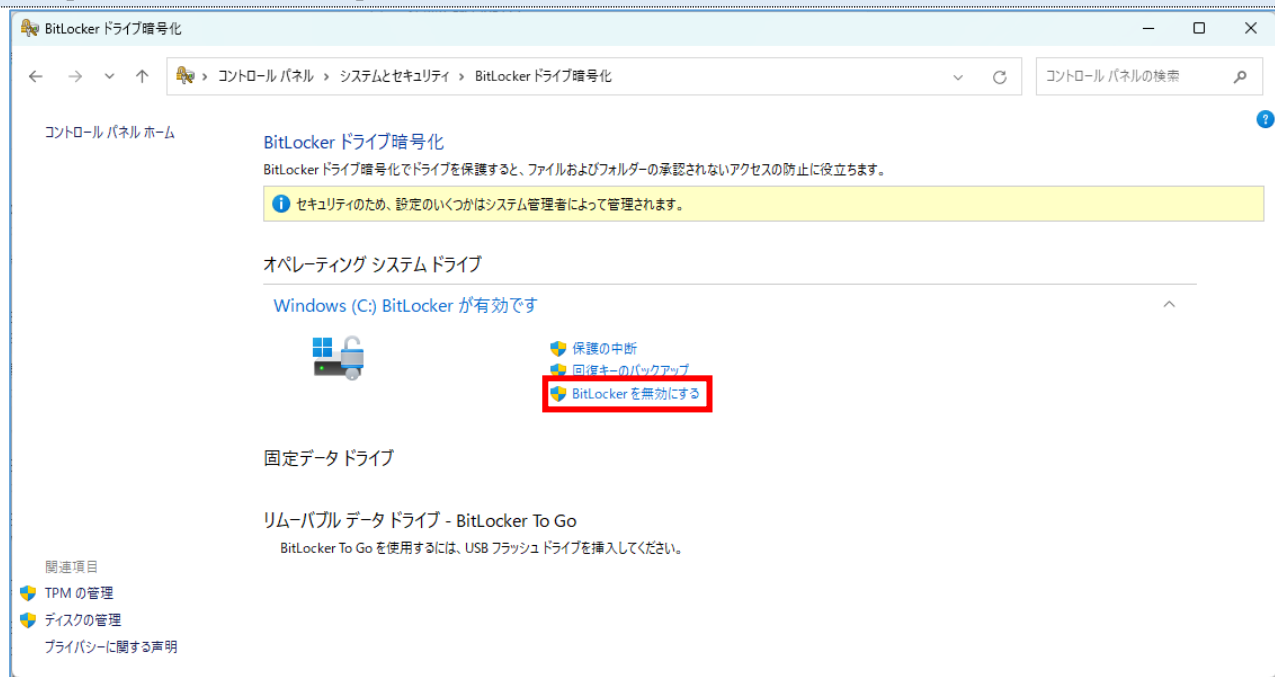 BitLocker ドライブ暗号化
コントロール パネル › システムとセキュリティ › BitLocker ドライブ暗号化
コントロール パネルの検索
コントロール パネル ホーム
BitLocker ドライブ暗号化
BitLocker ドライブ暗号化でドライブを保護すると、ファイルおよびフォルダーの承認されないアクセスの防止に役立ちます。
セキュリティのため、設定のいくつかはシステム管理者によって管理されます。
オペレーティング システム ドライブ
Windows (C:) BitLocker が有効です
保護の中断
回復キーのバックアップ
BitLocker を無効にする
固定データ ドライブ
リムーバブル データ ドライブ - BitLocker To Go
BitLocker To Go を使用するには、USB フラッシュ ドライブを挿入してください。
関連項目
TPM の管理
ディスクの管理
プライバシーに関する声明